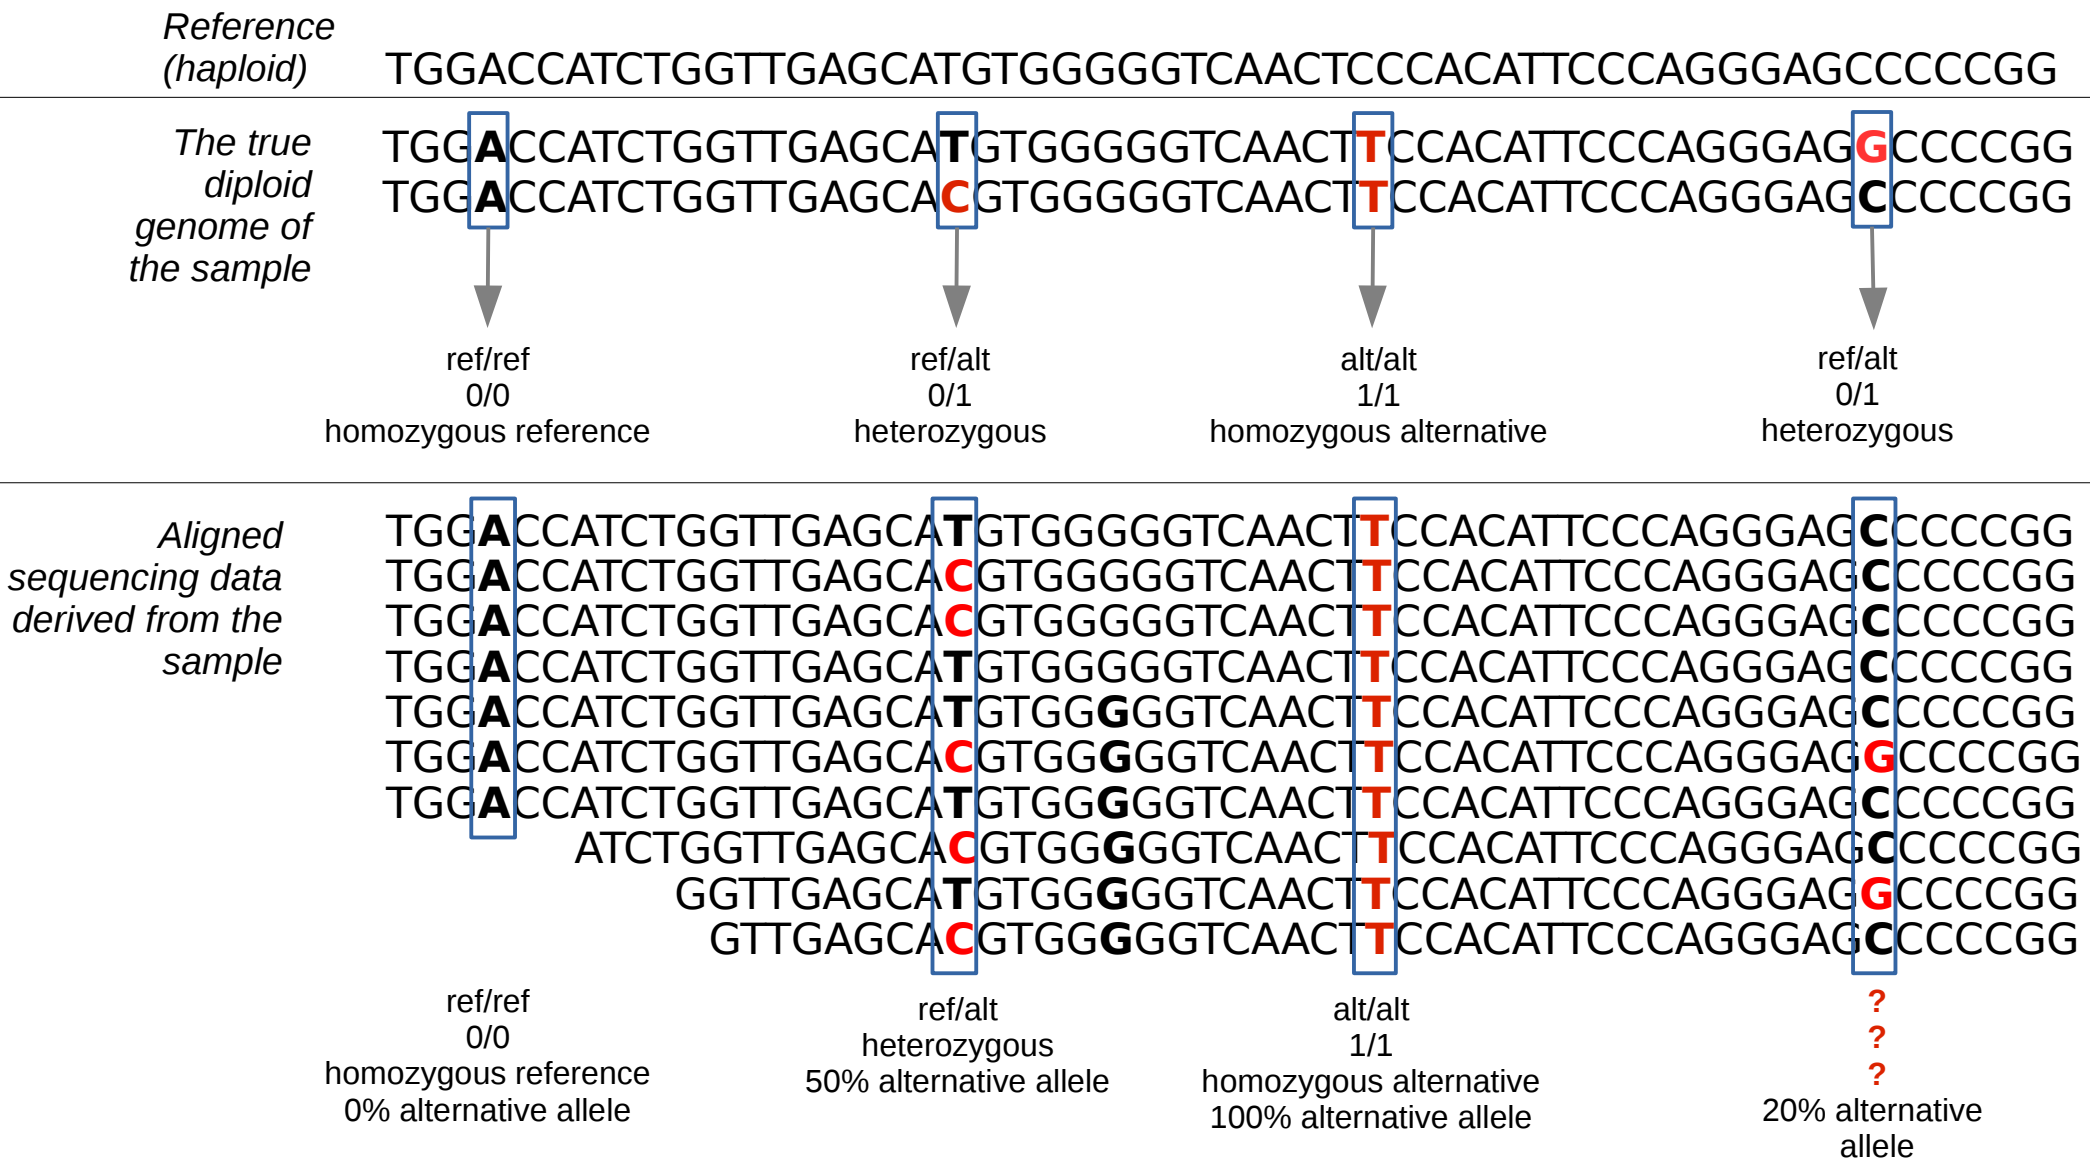 Reference
(haploid)
TGGACCATCTGGTTGAGCATGTGGGGGTCAACTCCCACATTCCCAGGGAGCCCCCGG
The true
diploid
genome of
the sample
TGGACCATCTGGTTGAGCATGTGGGGGTCAACTTCCACATTCCCAGGGAGGCCCCGG
TGGACCATCTGGTTGAGCACGTGGGGGTCAACTTCCACATTCCCAGGGAGCCCCCGG
ref/ref
0/0
homozygous reference
ref/alt
0/1
heterozygous
alt/alt
1/1
homozygous alternative
ref/alt
0/1
heterozygous
Aligned
sequencing data
derived from the
sample
TGGACCATCTGGTTGAGCATGTGGGGGTCAACTTCCACATTCCCAGGGAGCCCCCGG
TGGACCATCTGGTTGAGCACGTGGGGGTCAACTTCCACATTCCCAGGGAGCCCCCGG
TGGACCATCTGGTTGAGCACGTGGGGGTCAACTTCCACATTCCCAGGGAGCCCCCGG
TGGACCATCTGGTTGAGCATGTGGGGGTCAACTTCCACATTCCCAGGGAGCCCCCGG
TGGACCATCTGGTTGAGCATGTGGGGGTCAACTTCCACATTCCCAGGGAGCCCCCGG
TGGACCATCTGGTTGAGCACGTGGGGGTCAACTTCCACATTCCCAGGGAGGCCCCGG
TGGACCATCTGGTTGAGCATGTGGGGGTCAACTTCCACATTCCCAGGGAGCCCCCGG
ATCTGGTTGAGCACGTGGGGGTCAACTTCCACATTCCCAGGGAGCCCCCGG
GGTTGAGCATGTGGGGGTCAACTTCCACATTCCCAGGGAGGCCCCGG
GTTGAGCACGTGGGGGTCAACTTCCACATTCCCAGGGAGCCCCCGG
ref/ref
0/0
homozygous reference
0% alternative allele
ref/alt
heterozygous
50% alternative allele
alt/alt
1/1
homozygous alternative
100% alternative allele
?
?
?
20% alternative
allele